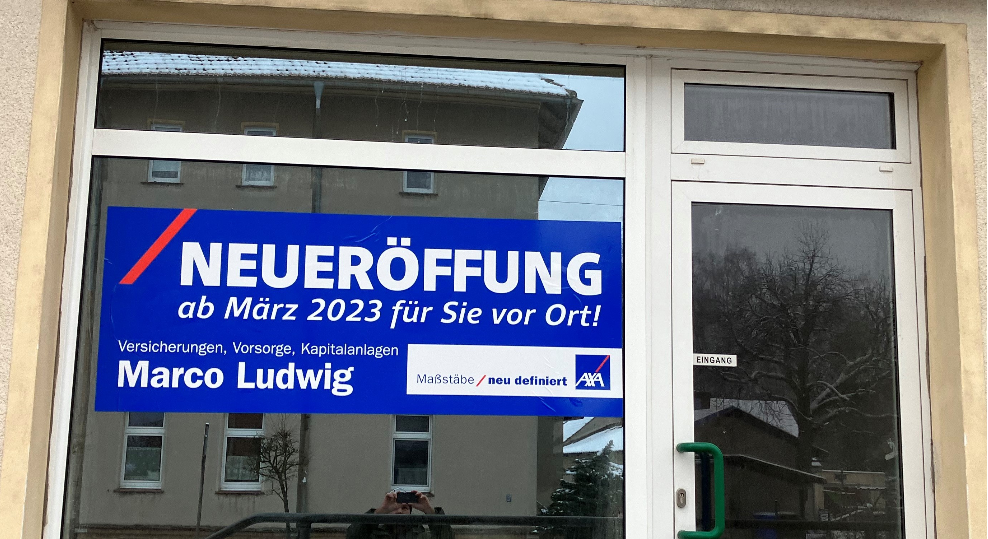 NEUERÖFFUNG
ab März 2023 für Sie vor Ort!
Versicherungen, Vorsorge, Kapitalanlagen
Marco Ludwig
Maßstäbe / neu definiert
AXA
EINGANG